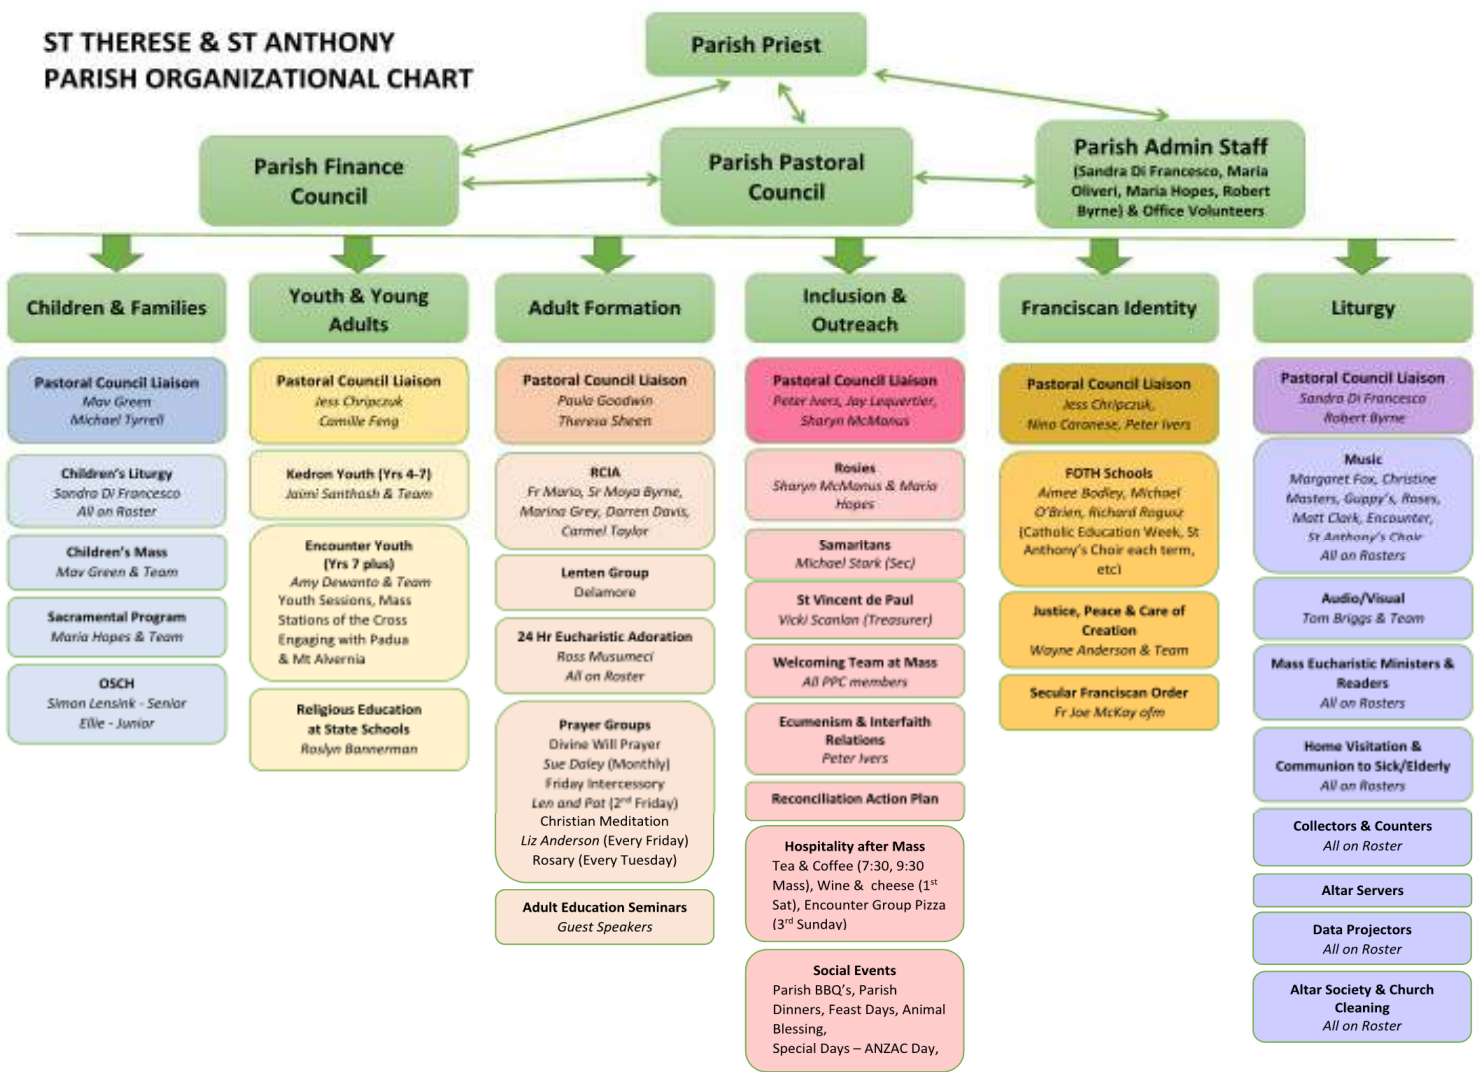 ST THERESE & ST ANTHONY
PARISH ORGANIZATIONAL CHART
Parish Priest
Parish Finance
Council
Parish Pastoral
Council
Parish Admin Staff
(Sandra Di Francesco, Maria
Oliveri, Maria Hopes, Robert
Byrne) & Office Volunteers
Children & Families
Pastoral Council Liaison
Mav Green
Michael Tyrrell
Children's Liturgy
Sandra Di Francesco
All on Roster
Children's Mass
Mav Green & Team
Sacramental Program
Maria Hopes & Team
OSCH
Simon Lensink - Senior
Ellie - Junior
Youth & Young
Adults
Pastoral Council Liaison
Jess Chripczuk
Camille Feng
Kedron Youth (Yrs 4-7)
Jaimi Santhash & Team
Encounter Youth
(Yrs 7 plus)
Amy Dewanto & Team
Youth Sessions, Mass
Stations of the Cross
Engaging with Padua
& Mt Alvernia
Religious Education
at State Schools
Roslyn Bannerman
Adult Formation
Pastoral Council Liaison
Paula Goodwin
Theresa Sheen
RCIA
Fr Mario, Sr Moya Byrne,
Marina Grey, Darren Davis,
Carmel Taylor
Lenten Group
Delamore
24 Hr Eucharistic Adoration
Ross Musumeci
All on Roster
Prayer Groups
Divine Will Prayer
Sue Daley (Monthly)
Friday Intercessory
Len and Pat (2nd Friday)
Christian Meditation
Liz Anderson (Every Friday)
Rosary (Every Tuesday)
Adult Education Seminars
Guest Speakers
Inclusion &
Outreach
Pastoral Council Liaison
Peter Ivers, Jay Lequertier,
Sharyn McManus
Rosies
Sharyn McManus & Maria
Hopes
Samaritans
Michael Stark (Sec)
St Vincent de Paul
Vicki Scanlan (Treasurer)
Welcoming Team at Mass
All PPC members
Ecumenism & Interfaith
Relations
Peter Ivers
Reconciliation Action Plan
Hospitality after Mass
Tea & Coffee (7:30, 9:30
Mass), Wine & cheese (1st
Sat), Encounter Group Pizza
(3rd Sunday)
Social Events
Parish BBQ's, Parish
Dinners, Feast Days, Animal
Blessing,
Special Days – ANZAC Day,
Franciscan Identity
Pastoral Council Liaison
Jess Chripczuk,
Nino Caranese, Peter Ivers
FOTH Schools
Aimee Bodley, Michael
O'Brien, Richard Rogusz
(Catholic Education Week, St
Anthony's Choir each term,
etc)
Justice, Peace & Care of
Creation
Wayne Anderson & Team
Secular Franciscan Order
Fr Joe McKay ofm
Liturgy
Pastoral Council Liaison
Sandra Di Francesco
Robert Byrne
Music
Margaret Fox, Christine
Masters, Guppy's, Roses,
Matt Clark, Encounter,
St Anthony's Choir
All on Rosters
Audio/Visual
Tom Briggs & Team
Mass Eucharistic Ministers &
Readers
All on Rosters
Home Visitation &
Communion to Sick/Elderly
All on Rosters
Collectors & Counters
All on Roster
Altar Servers
Data Projectors
All on Roster
Altar Society & Church
Cleaning
All on Roster